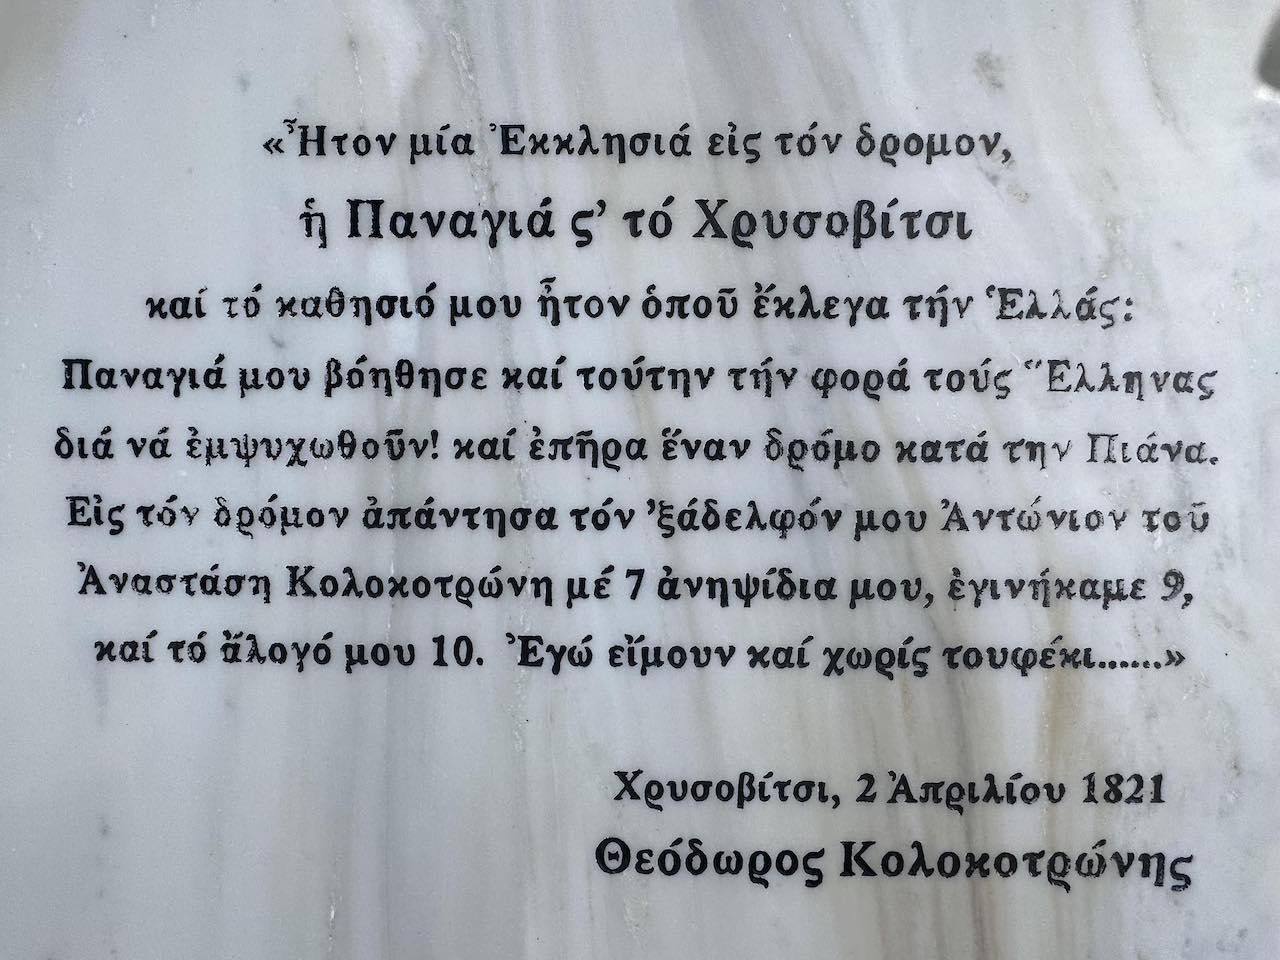 «Ἦτον μία Ἐκκλησιά εἰς τόν δρομον,
ἡ Παναγιά ς’ τό Χρυσοβίτσι
καί τό καθησιό μου ἦτον ὁποῦ ἔκλεγα τήν Ἑλλάς:
Παναγιά μου βόηθησε καί τούτην τήν φορά τούς Ἕλληνας
διά νά ἐμψυχωθοῦν! καί ἐπῆρα ἕναν δρόμο κατά την Πιάνα.
Εἰς τόν δρόμον ἀπάντησα τόν ’ξάδελφόν μου Ἀντώνιον τοῦ
Ἀναστάση Κολοκοτρώνη μέ 7 ἀνηψίδια μου, ἐγινήκαμε 9,
καί τό ἄλογό μου 10. Ἐγώ εἴμουν καί χωρίς τουφέκι.......»
Χρυσοβίτσι, 2 Ἀπριλίου 1821
Θεόδωρος Κολοκοτρώνης